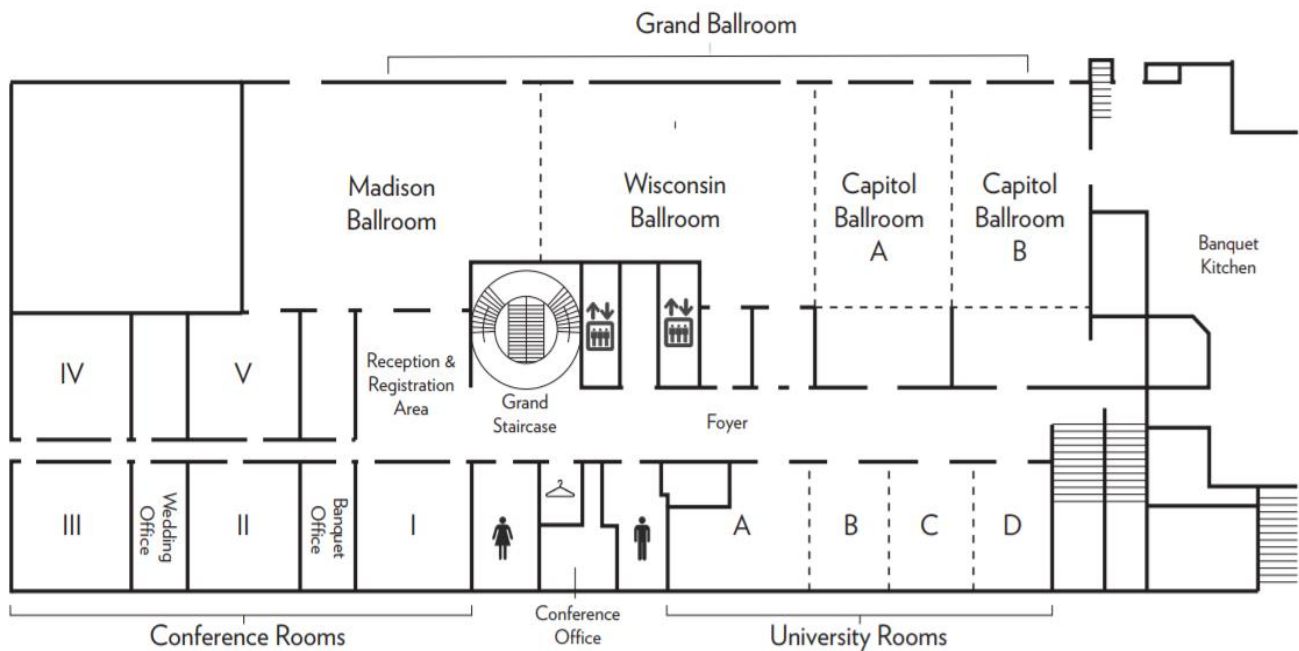 Grand Ballroom
Madison
Ballroom
Wisconsin
Ballroom
Capitol
Ballroom
A
Capitol
Ballroom
B
Banquet
Kitchen
IV
V
Reception &
Registration
Area
Grand
Staircase
Foyer
III
Wedding
Office
II
Banquet
Office
I
A
B
C
D
Conference Rooms
Conference
Office
University Rooms